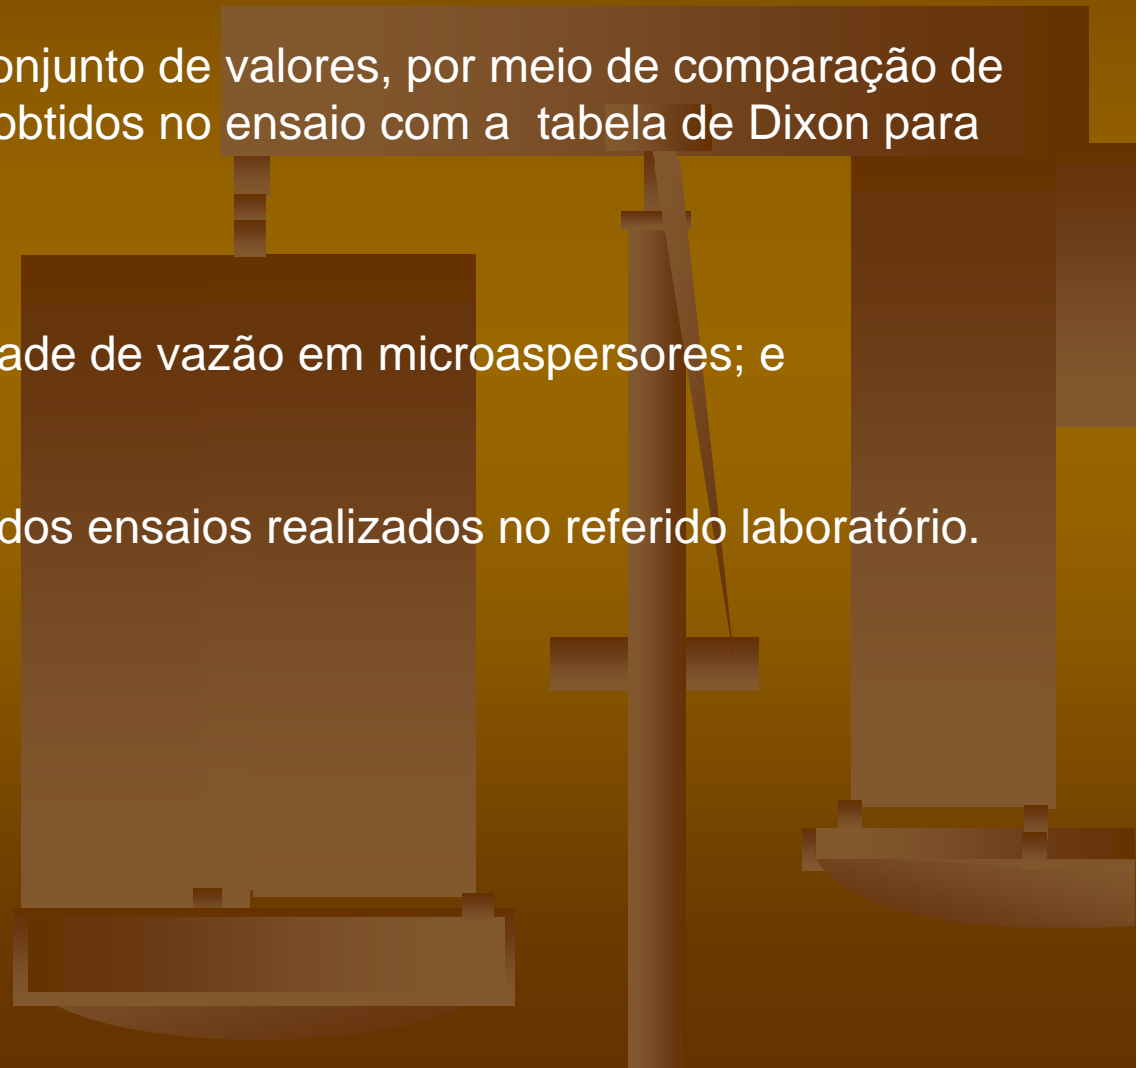 onjunto de valores, por meio de comparação de
obtidos no ensaio com a tabela de Dixon para
ade de vazão em microaspersores; e
dos ensaios realizados no referido laboratório.